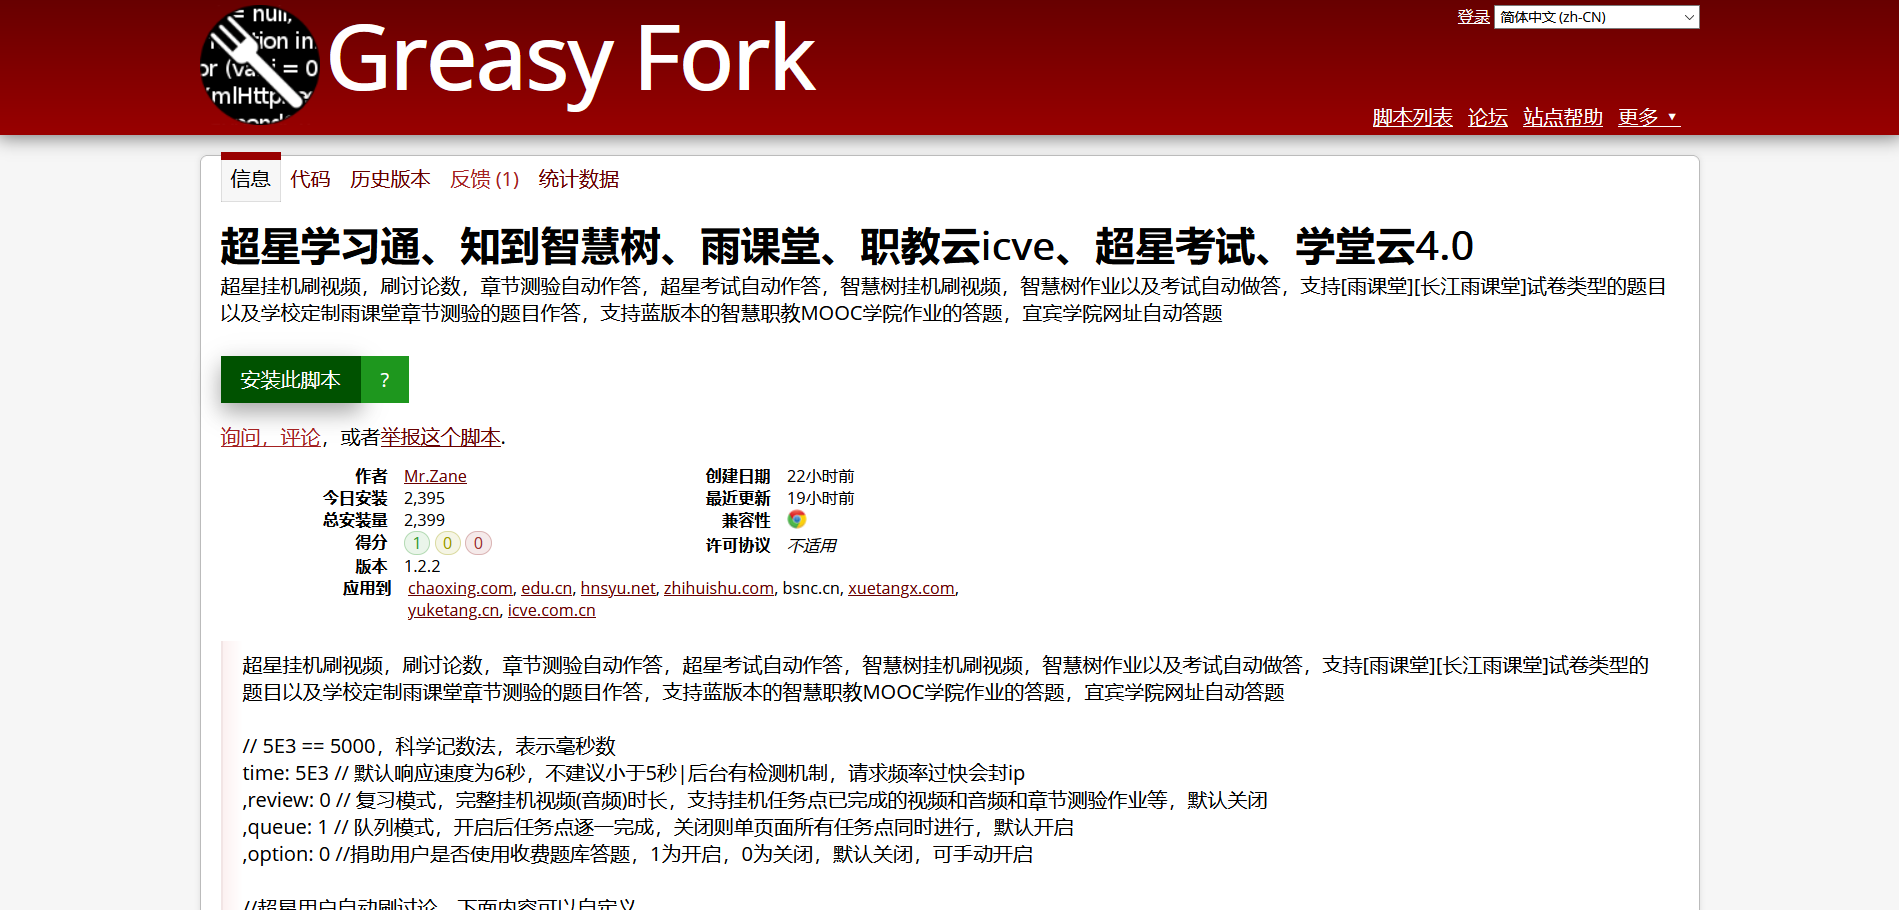 null,
tion in
or (va i = 0
XmlHttp
Greasy Fork
登录 简体中文 (zh-CN)
脚本列表 论坛 站点帮助 更多 ▼
信息 代码 历史版本 反馈 (1) 统计数据
超星学习通、知到智慧树、雨课堂、职教云icve、超星考试、学堂云4.0
超星挂机刷视频，刷讨论数，章节测验自动作答，超星考试自动作答，智慧树挂机刷视频，智慧树作业以及考试自动做答，支持[雨课堂][长江雨课堂]试卷类型的题目
以及学校定制雨课堂章节测验的题目作答，支持蓝版本的智慧职教MOOC学院作业的答题，宜宾学院网址自动答题
安装此脚本 ?
询问，评论，或者举报这个脚本.
作者 Mr.Zane 创建日期 22小时前
今日安装 2,395 最近更新 19小时前
总安装量 2,399 兼容性
得分 1 0 0 许可协议 不适用
版本 1.2.2
应用到 chaoxing.com, edu.cn, hnsyu.net, zhihuishu.com, bsnc.cn, xuetangx.com,
yuketang.cn, icve.com.cn
超星挂机刷视频，刷讨论数，章节测验自动作答，超星考试自动作答，智慧树挂机刷视频，智慧树作业以及考试自动做答，支持[雨课堂][长江雨课堂]试卷类型的
题目以及学校定制雨课堂章节测验的题目作答，支持蓝版本的智慧职教MOOC学院作业的答题，宜宾学院网址自动答题
// 5E3 == 5000，科学记数法，表示毫秒数
time: 5E3 // 默认响应速度为6秒，不建议小于5秒|后台有检测机制，请求频率过快会封ip
,review: 0 // 复习模式，完整挂机视频(音频)时长，支持挂机任务点已完成的视频和音频和章节测验作业等，默认关闭
,queue: 1 // 队列模式，开启后任务点逐一完成，关闭则单页面所有任务点同时进行，默认开启
,option: 0 //捐助用户是否使用收费题库答题，1为开启，0为关闭，默认关闭，可手动开启
//超星用户自动刷讨论，下面内容可以自定义